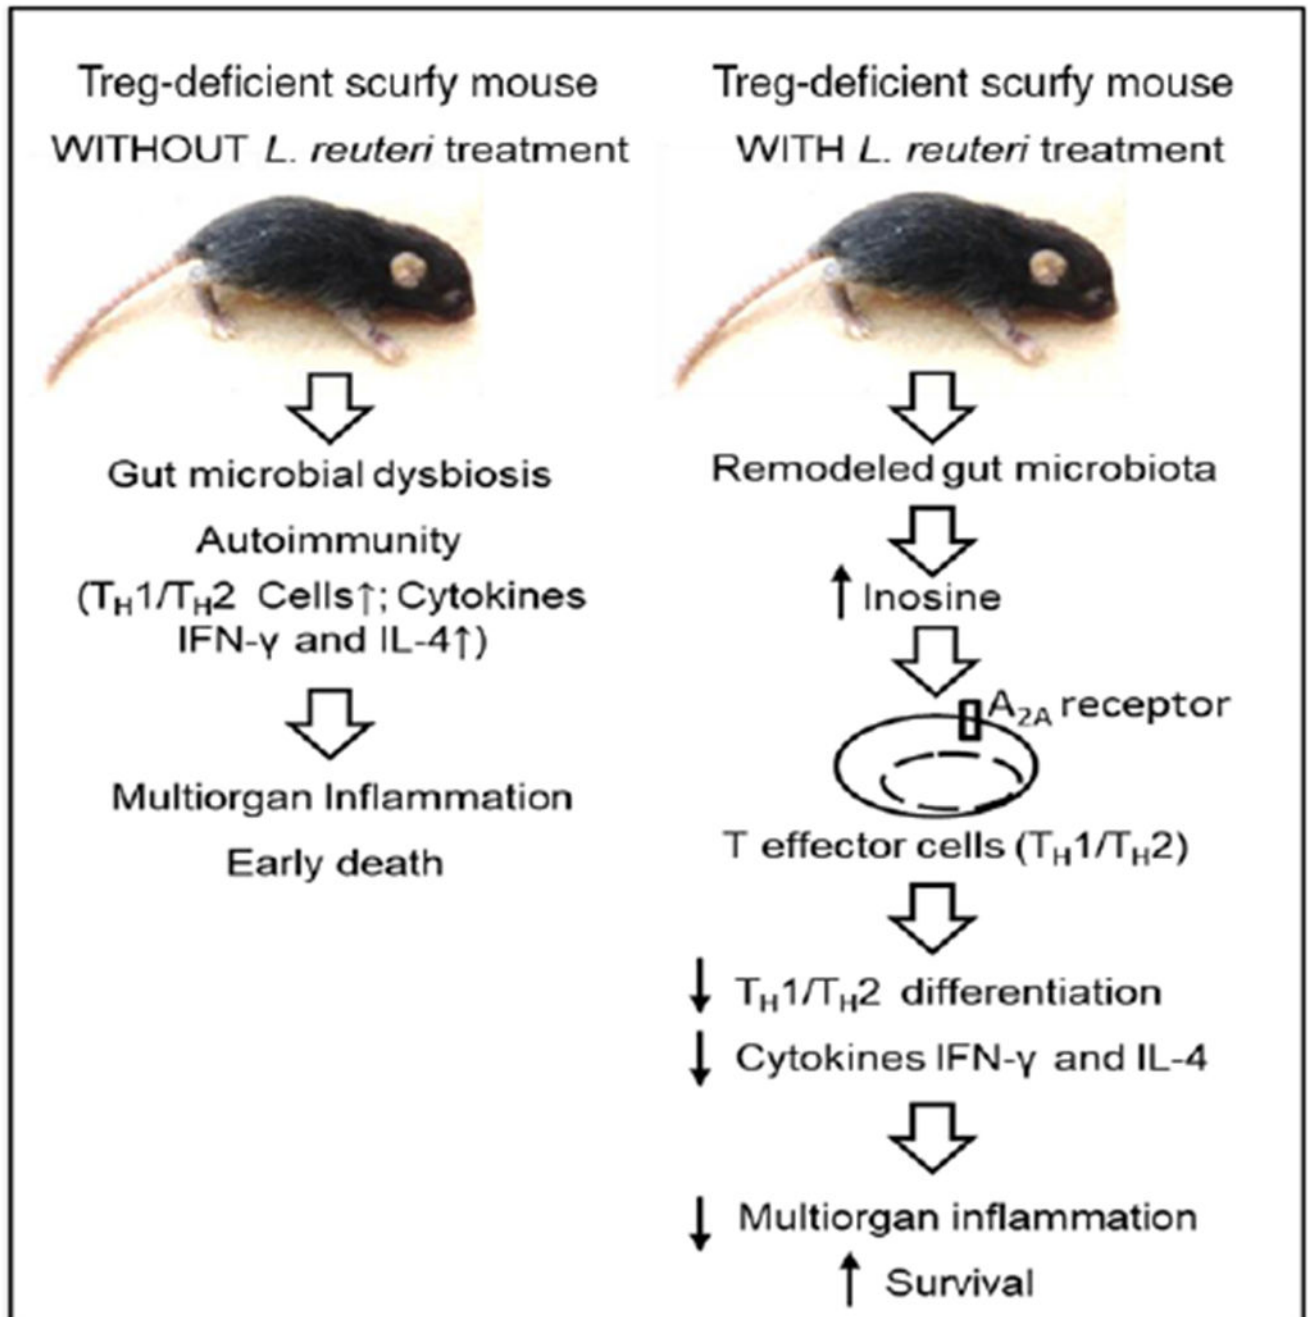 Treg-deficient scurfy mouse
WITHOUT L. reuteri treatment
Gut microbial dysbiosis
Autoimmunity
(TH1/TH2 Cells↑; Cytokines
IFN-γ and IL-4↑)
Multiorgan Inflammation
Early death
Treg-deficient scurfy mouse
WITH L. reuteri treatment
Remodeled gut microbiota
↑ Inosine
A2A receptor
T effector cells (TH1/TH2)
↓ TH1/TH2 differentiation
↓ Cytokines IFN-γ and IL-4
↓ Multiorgan inflammation
↑ Survival